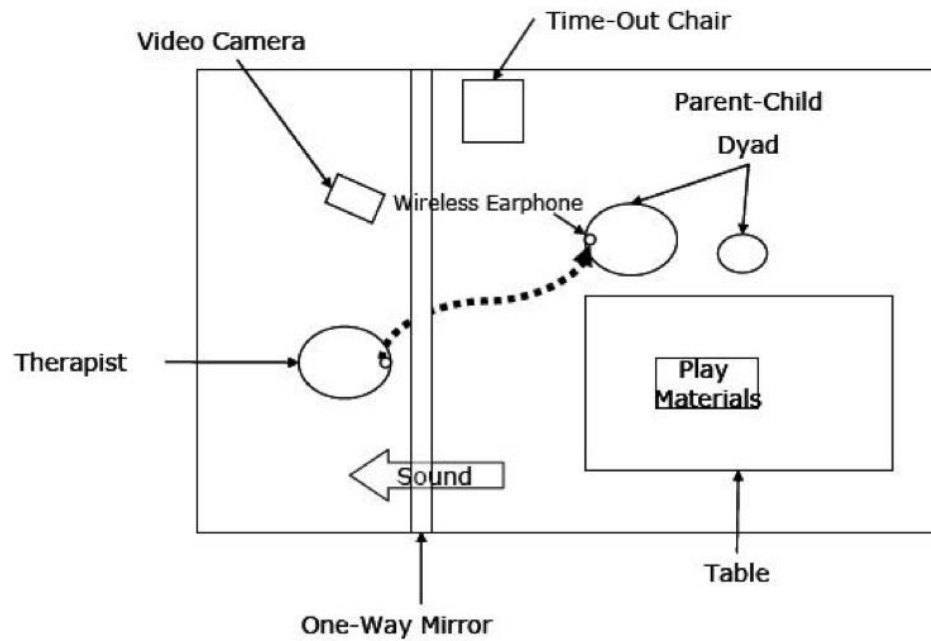 Time-Out Chair
Video Camera
Parent-Child
Dyad
Wireless Earphone
Therapist
Play
Materials
Sound
Table
One-Way Mirror